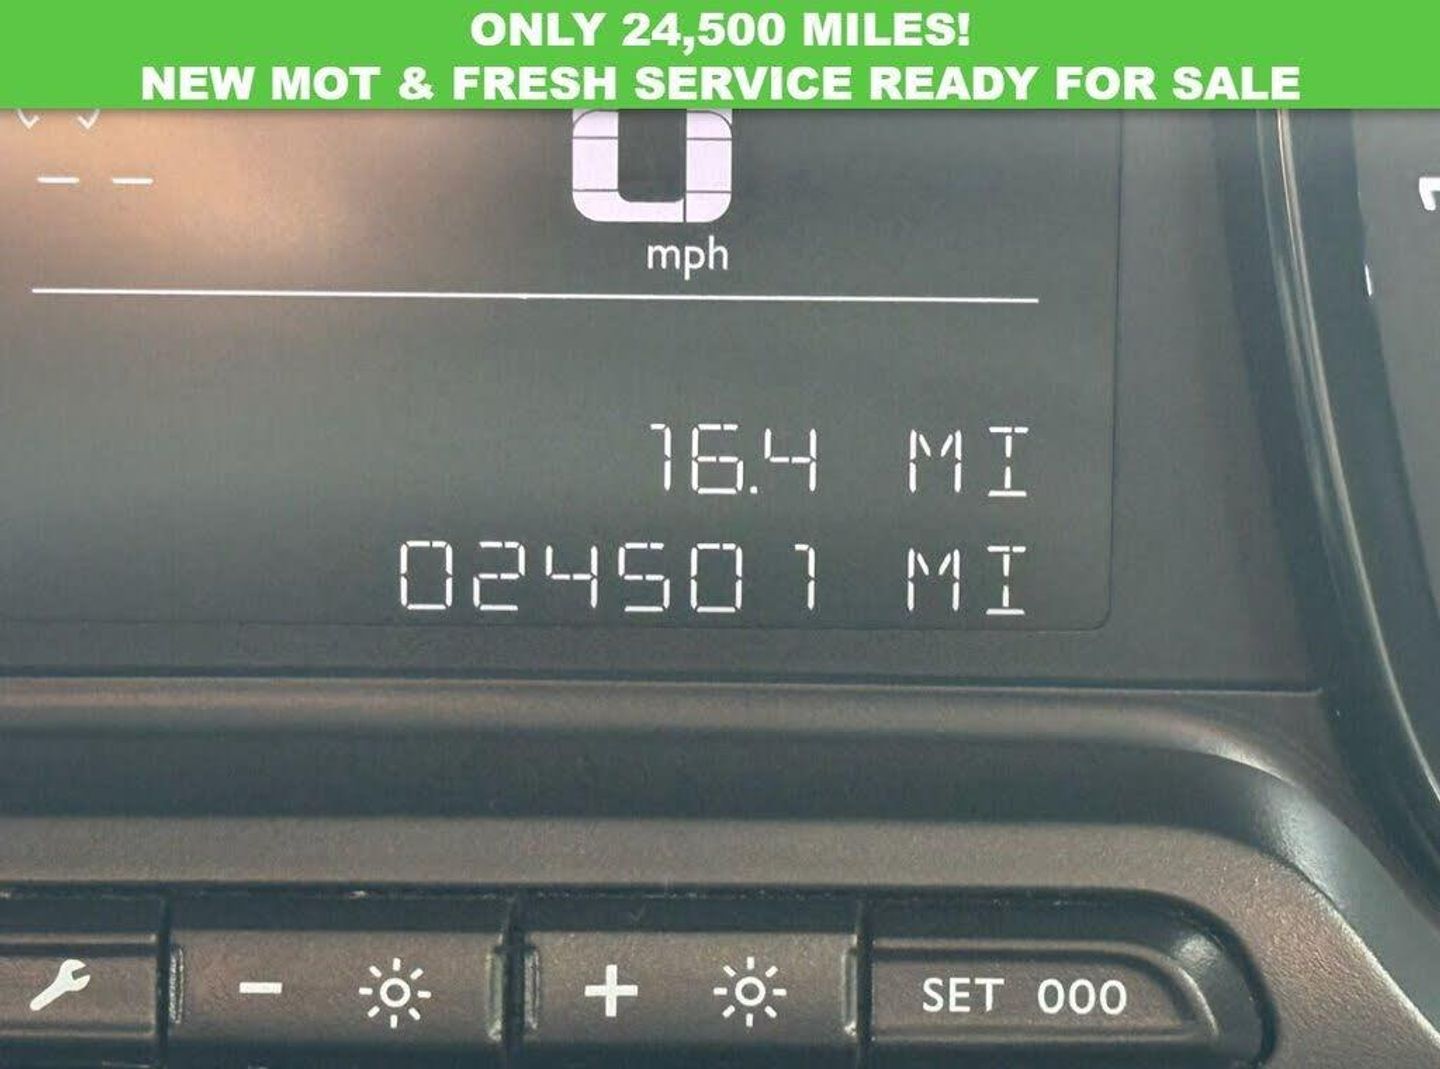 ONLY 24,500 MILES!
NEW MOT & FRESH SERVICE READY FOR SALE
-- --
0
mph
16.4 MI
024501 MI
- + SET 000